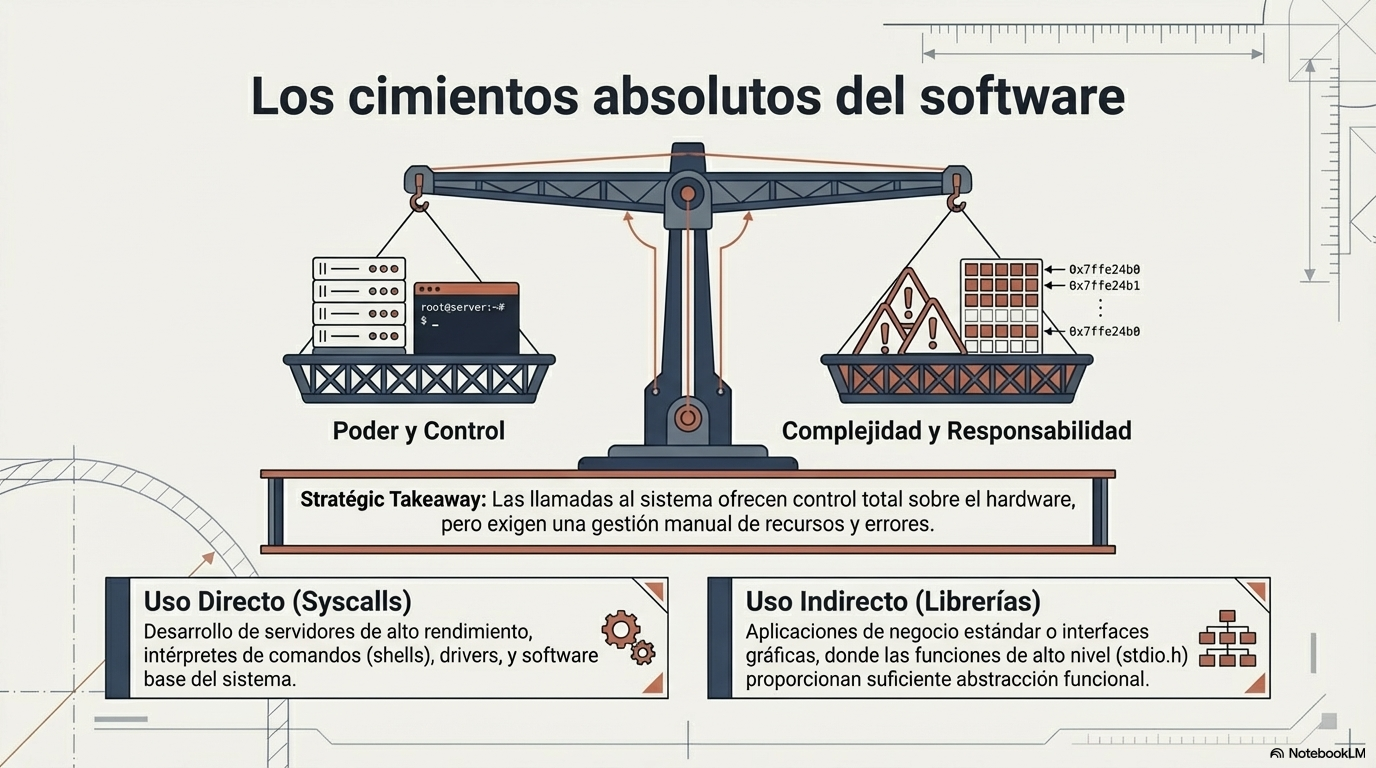 Los cimientos absolutos del software
root@server:~#
$ _
0x7ffe24b0
0x7ffe24b1
⋮
0x7ffe24b0
Poder y Control
Complejidad y Responsabilidad
Stratégic Takeaway: Las llamadas al sistema ofrecen control total sobre el hardware,
pero exigen una gestión manual de recursos y errores.
Uso Directo (Syscalls)
Desarrollo de servidores de alto rendimiento,
intérpretes de comandos (shells), drivers, y software
base del sistema.
Uso Indirecto (Librerías)
Aplicaciones de negocio estándar o interfaces
gráficas, donde las funciones de alto nivel (stdio.h)
proporcionan suficiente abstracción funcional.
NotebookLM